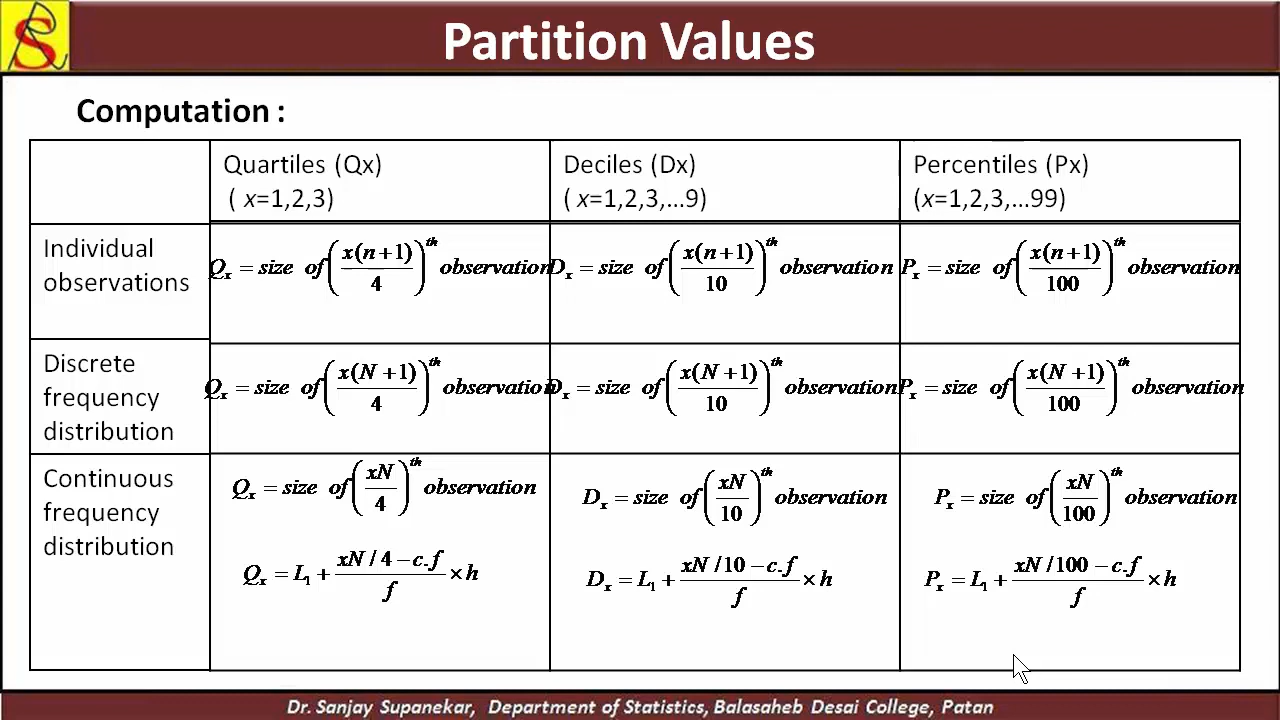 Partition Values
Computation :
Quartiles (Qx)
( x=1,2,3)
Deciles (Dx)
( x=1,2,3,...9)
Percentiles (Px)
(x=1,2,3,...99)
Individual
observations
Qx = size of (x(n+1)/4)th observation
Dx = size of (x(n+1)/10)th observation
Px = size of (x(n+1)/100)th observation
Discrete
frequency
distribution
Qx = size of (x(N+1)/4)th observation
Dx = size of (x(N+1)/10)th observation
Px = size of (x(N+1)/100)th observation
Continuous
frequency
distribution
Qx = size of (xN/4)th observation
Qx = L1 + (xN/4 - c.f)/f × h
Dx = size of (xN/10)th observation
Dx = L1 + (xN/10 - c.f)/f × h
Px = size of (xN/100)th observation
Px = L1 + (xN/100 - c.f)/f × h
Dr. Sanjay Supanekar, Department of Statistics, Balasaheb Desai College, Patan